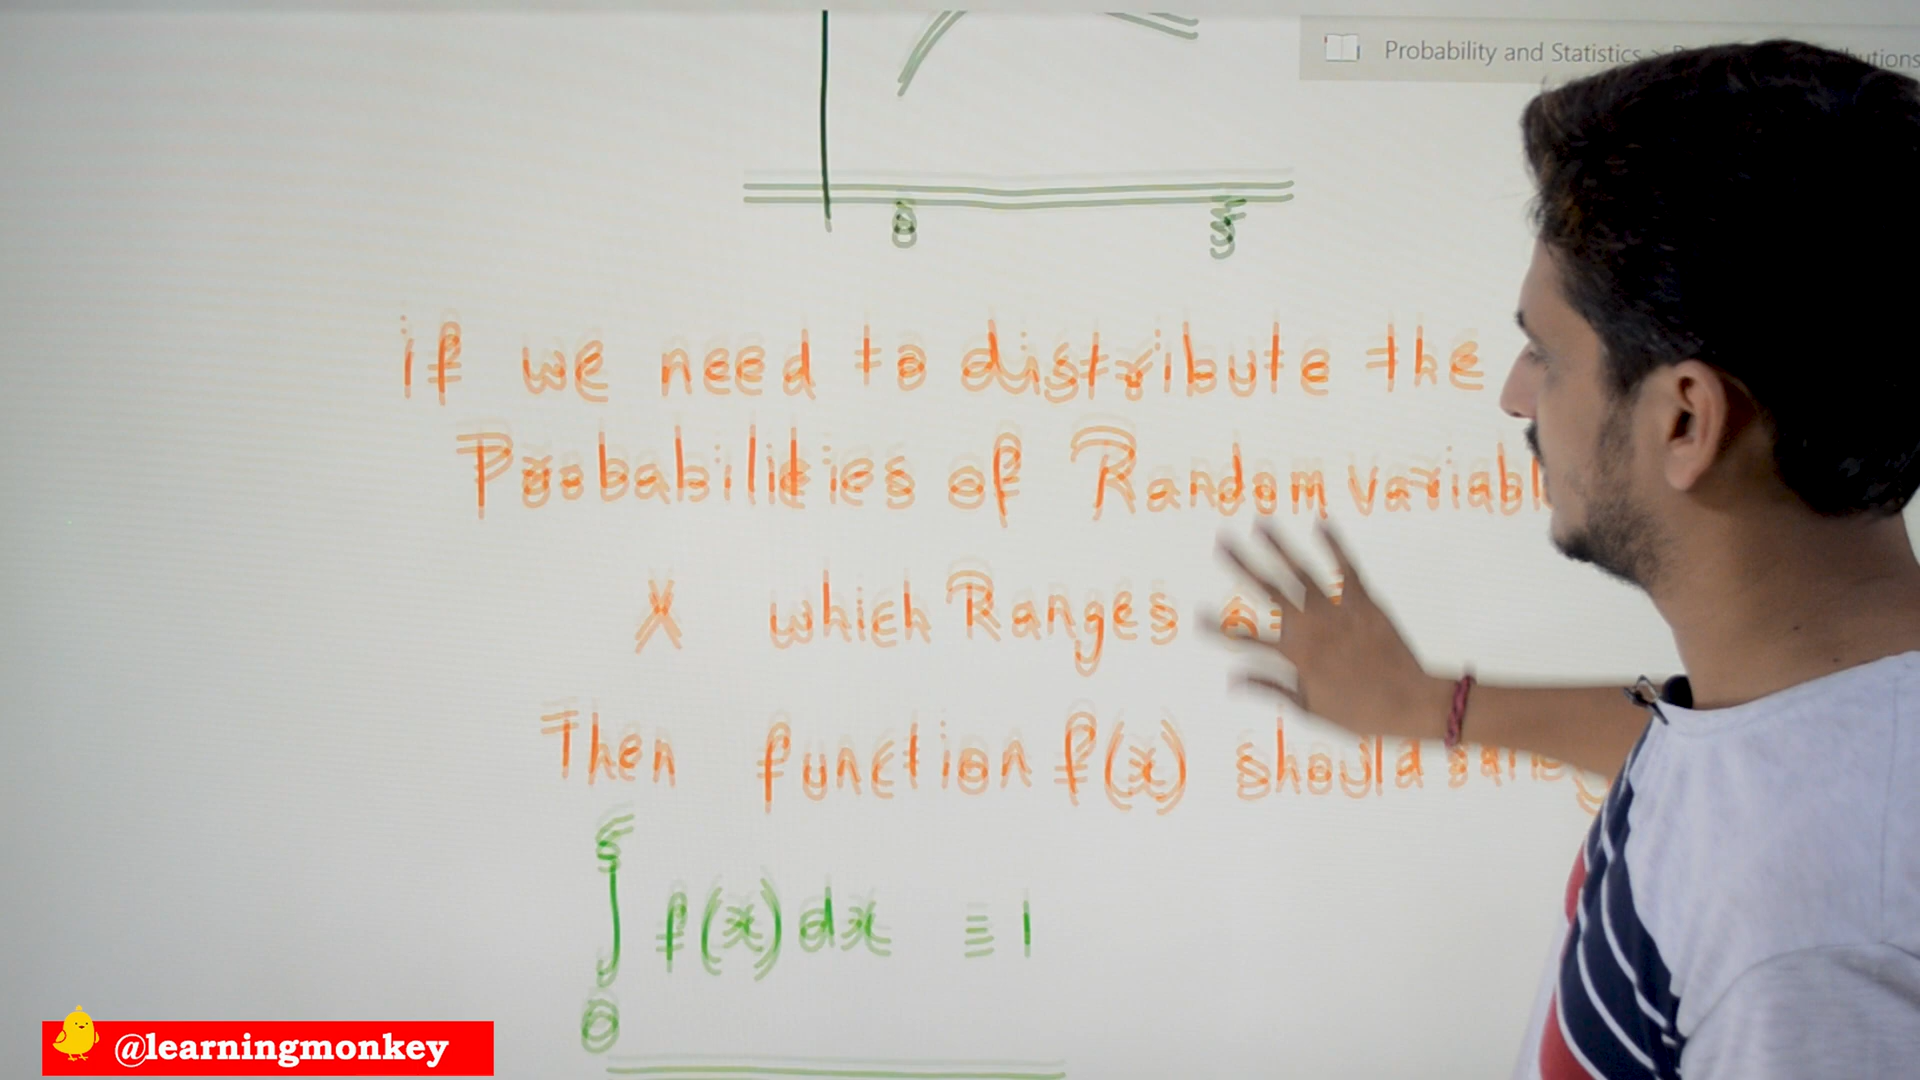 Probability and Statistics
0 5
if we need to distribute the
Probabilities of Random variabl
X which Ranges
Then function f(x) should
5
∫ f(x) dx = 1
0
@learningmonkey